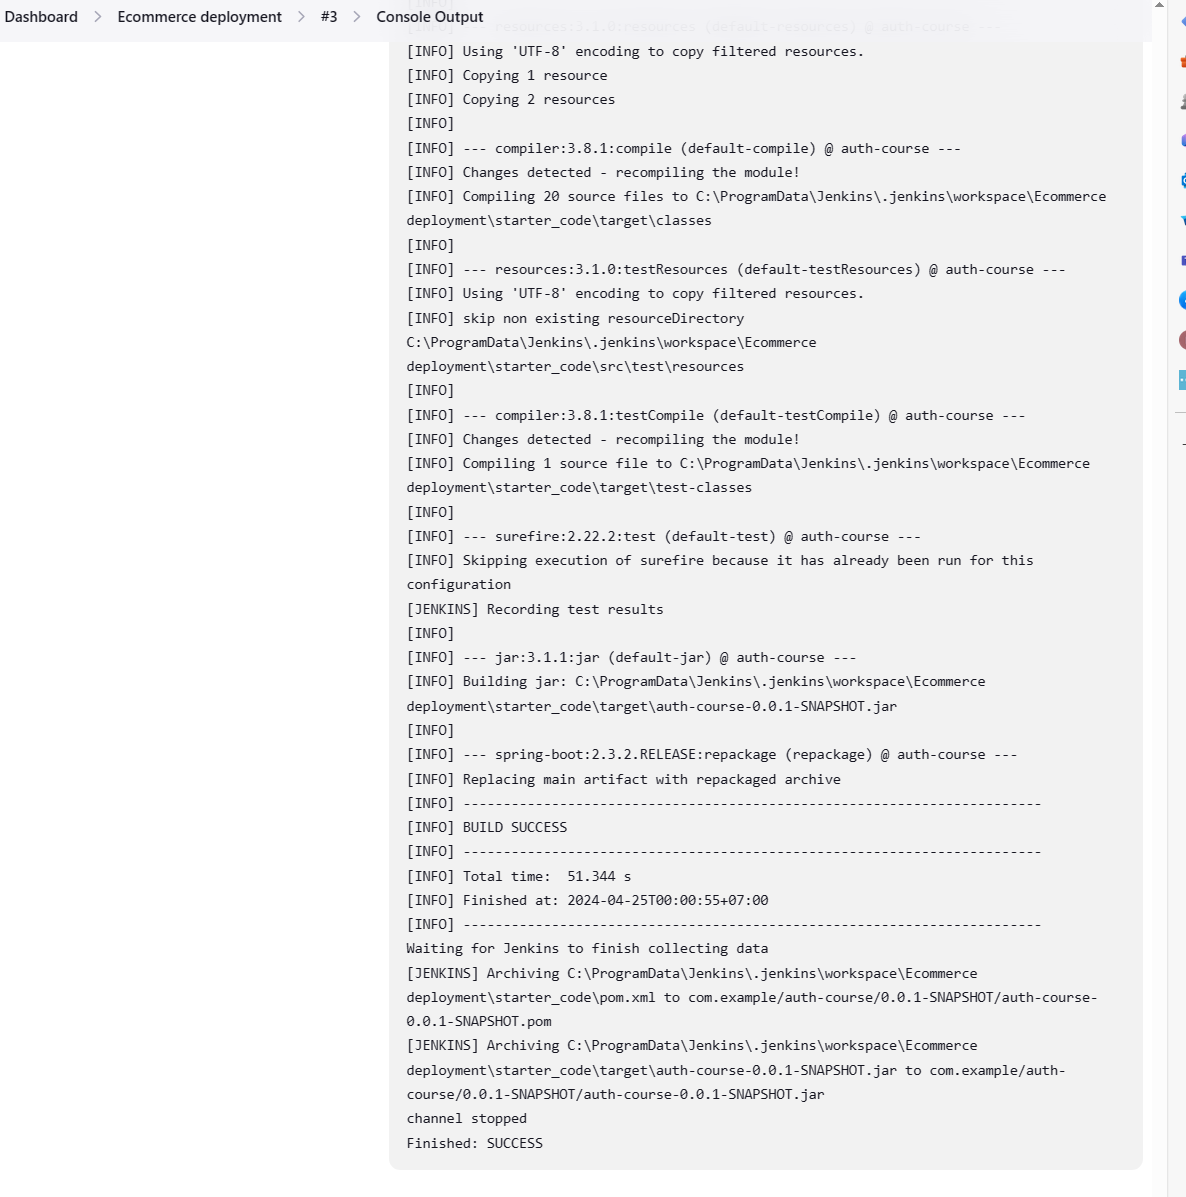 Dashboard > Ecommerce deployment > #3 > Console Output
[INFO]
[INFO] --- resources:3.1.0:resources (default-resources) @ auth-course ---
[INFO] Using 'UTF-8' encoding to copy filtered resources.
[INFO] Copying 1 resource
[INFO] Copying 2 resources
[INFO]
[INFO] --- compiler:3.8.1:compile (default-compile) @ auth-course ---
[INFO] Changes detected - recompiling the module!
[INFO] Compiling 20 source files to C:\ProgramData\Jenkins\.jenkins\workspace\Ecommerce
deployment\starter_code\target\classes
[INFO]
[INFO] --- resources:3.1.0:testResources (default-testResources) @ auth-course ---
[INFO] Using 'UTF-8' encoding to copy filtered resources.
[INFO] skip non existing resourceDirectory
C:\ProgramData\Jenkins\.jenkins\workspace\Ecommerce
deployment\starter_code\src\test\resources
[INFO]
[INFO] --- compiler:3.8.1:testCompile (default-testCompile) @ auth-course ---
[INFO] Changes detected - recompiling the module!
[INFO] Compiling 1 source file to C:\ProgramData\Jenkins\.jenkins\workspace\Ecommerce
deployment\starter_code\target\test-classes
[INFO]
[INFO] --- surefire:2.22.2:test (default-test) @ auth-course ---
[INFO] Skipping execution of surefire because it has already been run for this
configuration
[JENKINS] Recording test results
[INFO]
[INFO] --- jar:3.1.1:jar (default-jar) @ auth-course ---
[INFO] Building jar: C:\ProgramData\Jenkins\.jenkins\workspace\Ecommerce
deployment\starter_code\target\auth-course-0.0.1-SNAPSHOT.jar
[INFO]
[INFO] --- spring-boot:2.3.2.RELEASE:repackage (repackage) @ auth-course ---
[INFO] Replacing main artifact with repackaged archive
[INFO] ------------------------------------------------------------------------
[INFO] BUILD SUCCESS
[INFO] ------------------------------------------------------------------------
[INFO] Total time:  51.344 s
[INFO] Finished at: 2024-04-25T00:00:55+07:00
[INFO] ------------------------------------------------------------------------
Waiting for Jenkins to finish collecting data
[JENKINS] Archiving C:\ProgramData\Jenkins\.jenkins\workspace\Ecommerce
deployment\starter_code\pom.xml to com.example/auth-course/0.0.1-SNAPSHOT/auth-course-
0.0.1-SNAPSHOT.pom
[JENKINS] Archiving C:\ProgramData\Jenkins\.jenkins\workspace\Ecommerce
deployment\starter_code\target\auth-course-0.0.1-SNAPSHOT.jar to com.example/auth-
course/0.0.1-SNAPSHOT/auth-course-0.0.1-SNAPSHOT.jar
channel stopped
Finished: SUCCESS